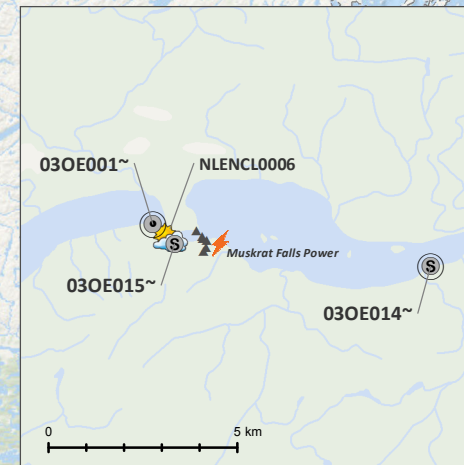 03OE001~
NLENCL0006
S
Muskrat Falls Power
S
03OE015~
03OE014~
0
5 km